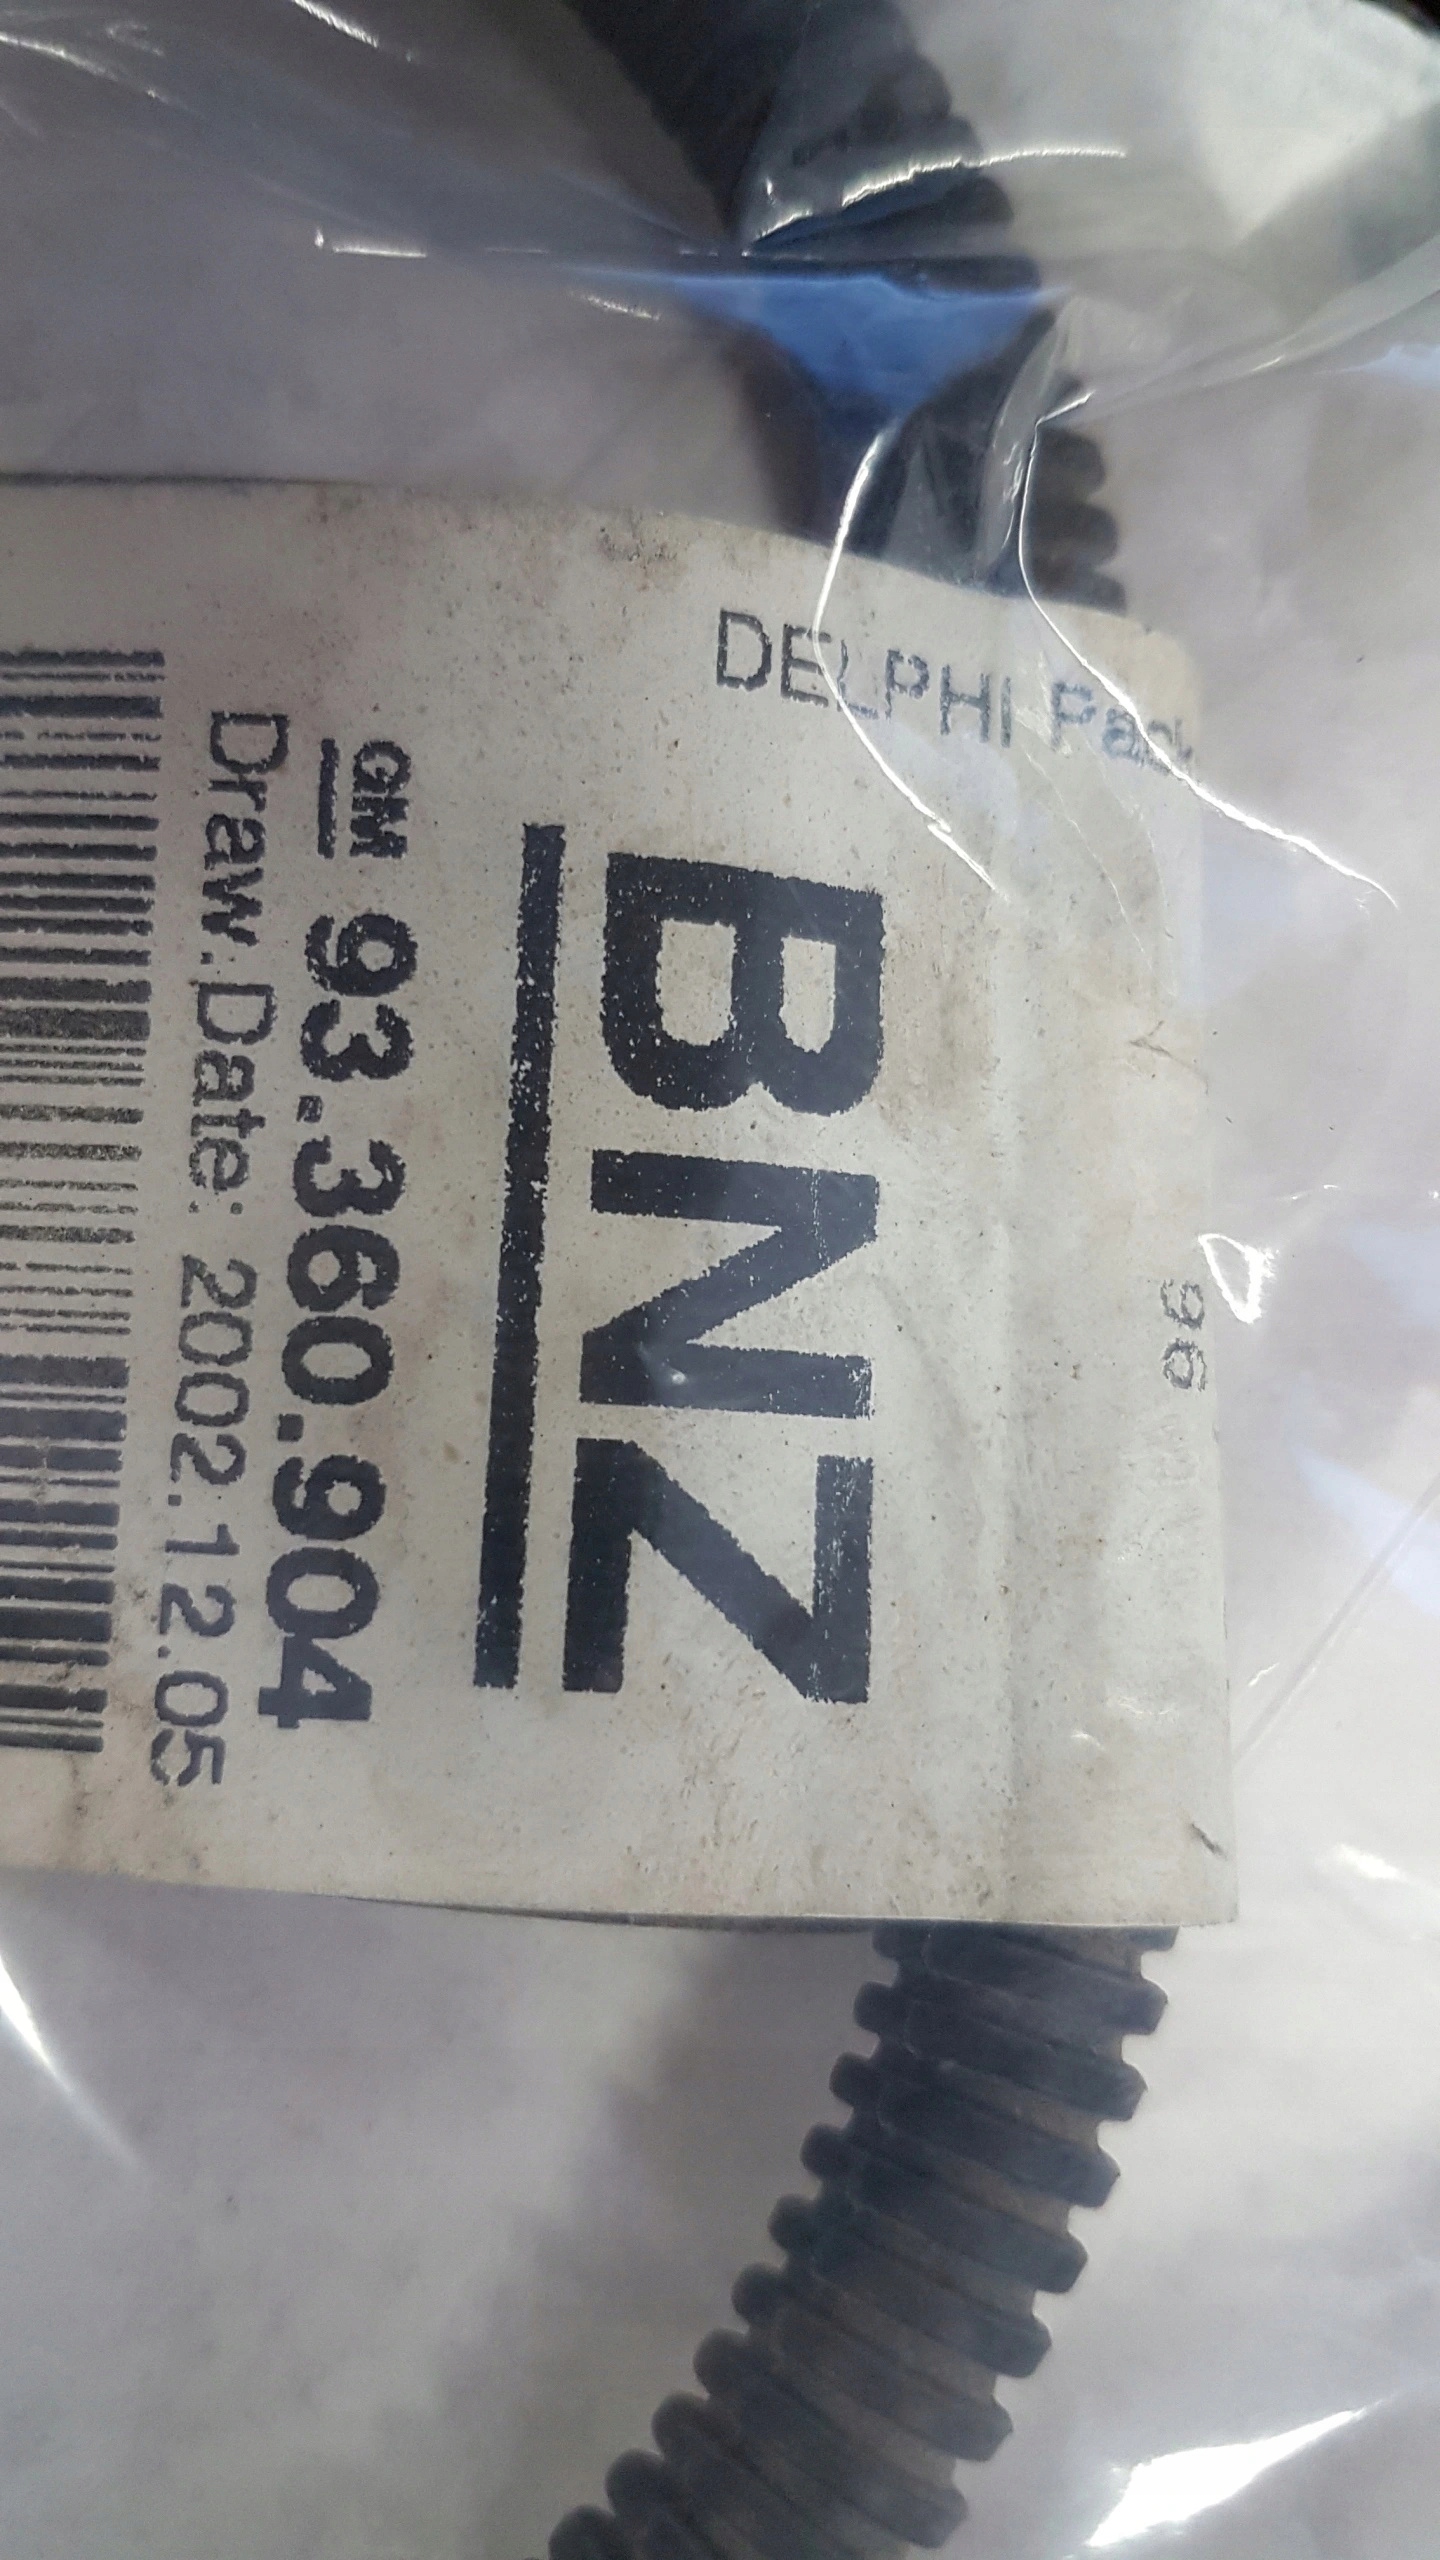 DELPHI Pack
96
BNZ
GM 93.360.904
Draw.Date: 2002.12.05